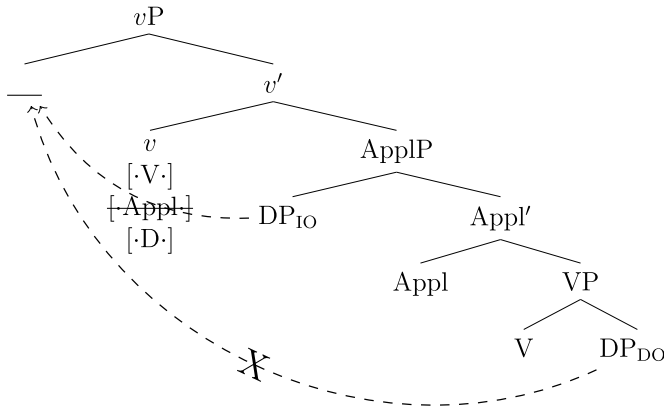 vP
v′
v
ApplP
[·V·]
[·Appl·]
DP_IO
Appl′
[·D·]
Appl
VP
V
DP_DO
X